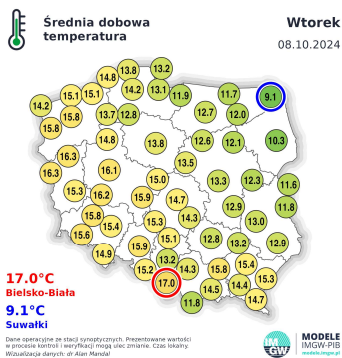 Średnia dobowa
temperatura
Wtorek
08.10.2024
13.8 13.2
14.8
15.1 15.1 14.2 13.1 11.9 11.7 9.1
14.2
15.8 13.7 12.8 12.7 12.0
15.8
14.8 13.8 12.6 12.1 10.3
16.3
13.5
16.3 16.1
15.0 13.3 12.3 11.6
15.3 16.2 14.7
12.9 11.8
15.8 15.4 15.3 14.3 13.0
15.6 15.1 12.8
15.9 13.2 12.9
14.9 13.2
15.2 14.3 15.8 15.4
17.0 15.3
14.5 14.4
11.8 14.7
17.0°C
Bielsko-Biała
9.1°C
Suwałki
Dane operacyjne ze stacji synoptycznych. Prezentowane wartości
w procesie kontroli i weryfikacji mogą ulec zmianie. Czas lokalny.
Wizualizacja danych: dr Alan Mandal
IM
GW
MODELE
IMGW-PIB
modele.imgw.pl